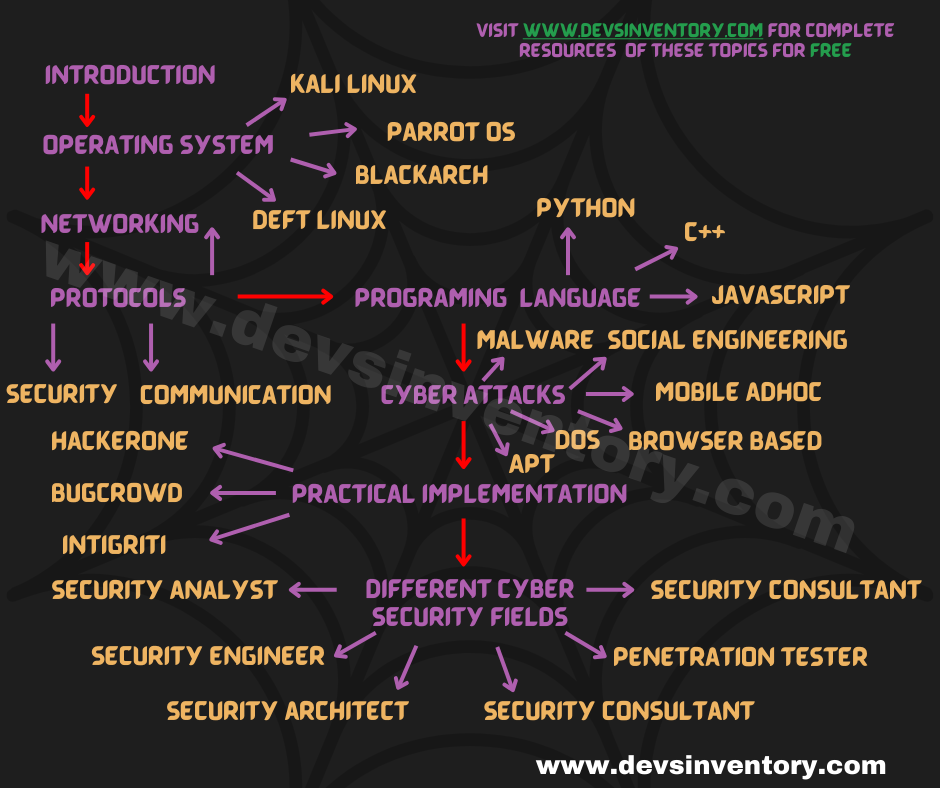 VISIT WWW.DEVSINVENTORY.COM FOR COMPLETE
RESOURCES OF THESE TOPICS FOR FREE
INTRODUCTION
KALI LINUX
OPERATING SYSTEM
PARROT OS
BLACKARCH
DEFT LINUX
NETWORKING
PYTHON
C++
PROTOCOLS
PROGRAMING LANGUAGE
JAVASCRIPT
MALWARE
SOCIAL ENGINEERING
SECURITY
COMMUNICATION
CYBER ATTACKS
MOBILE ADHOC
DOS
BROWSER BASED
APT
HACKERONE
BUGCROWD
PRACTICAL IMPLEMENTATION
INTIGRITI
SECURITY ANALYST
DIFFERENT CYBER
SECURITY FIELDS
SECURITY CONSULTANT
SECURITY ENGINEER
PENETRATION TESTER
SECURITY ARCHITECT
SECURITY CONSULTANT
www.devsinventory.com
www.devsinventory.com